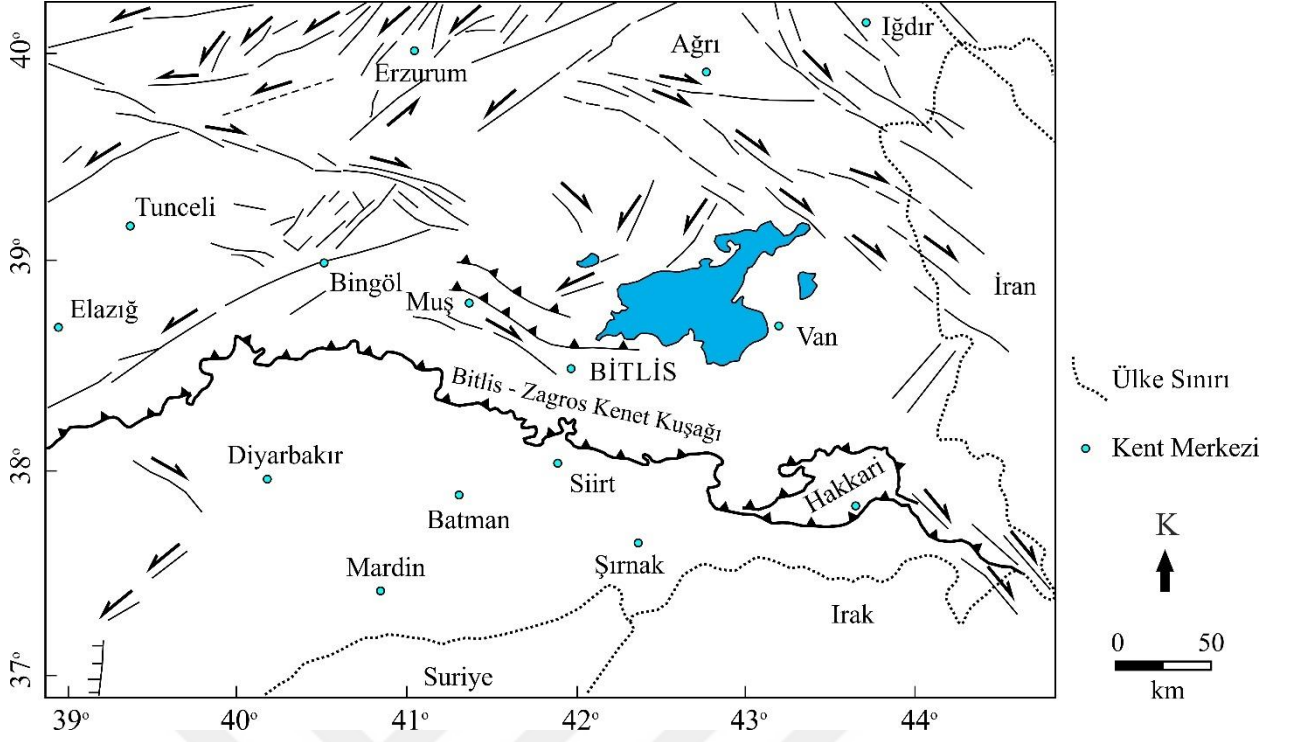 40°
39°
38°
37°
Iğdır
Ağrı
Erzurum
Tunceli
Bingöl
Muş
Elazığ
Van
İran
BİTLİS
Bitlis - Zagros Kenet Kuşağı
Diyarbakır
Siirt
Hakkari
Batman
Mardin
Şırnak
Irak
Suriye
39° 40° 41° 42° 43° 44°
Ülke Sınırı
Kent Merkezi
K
0 50
km